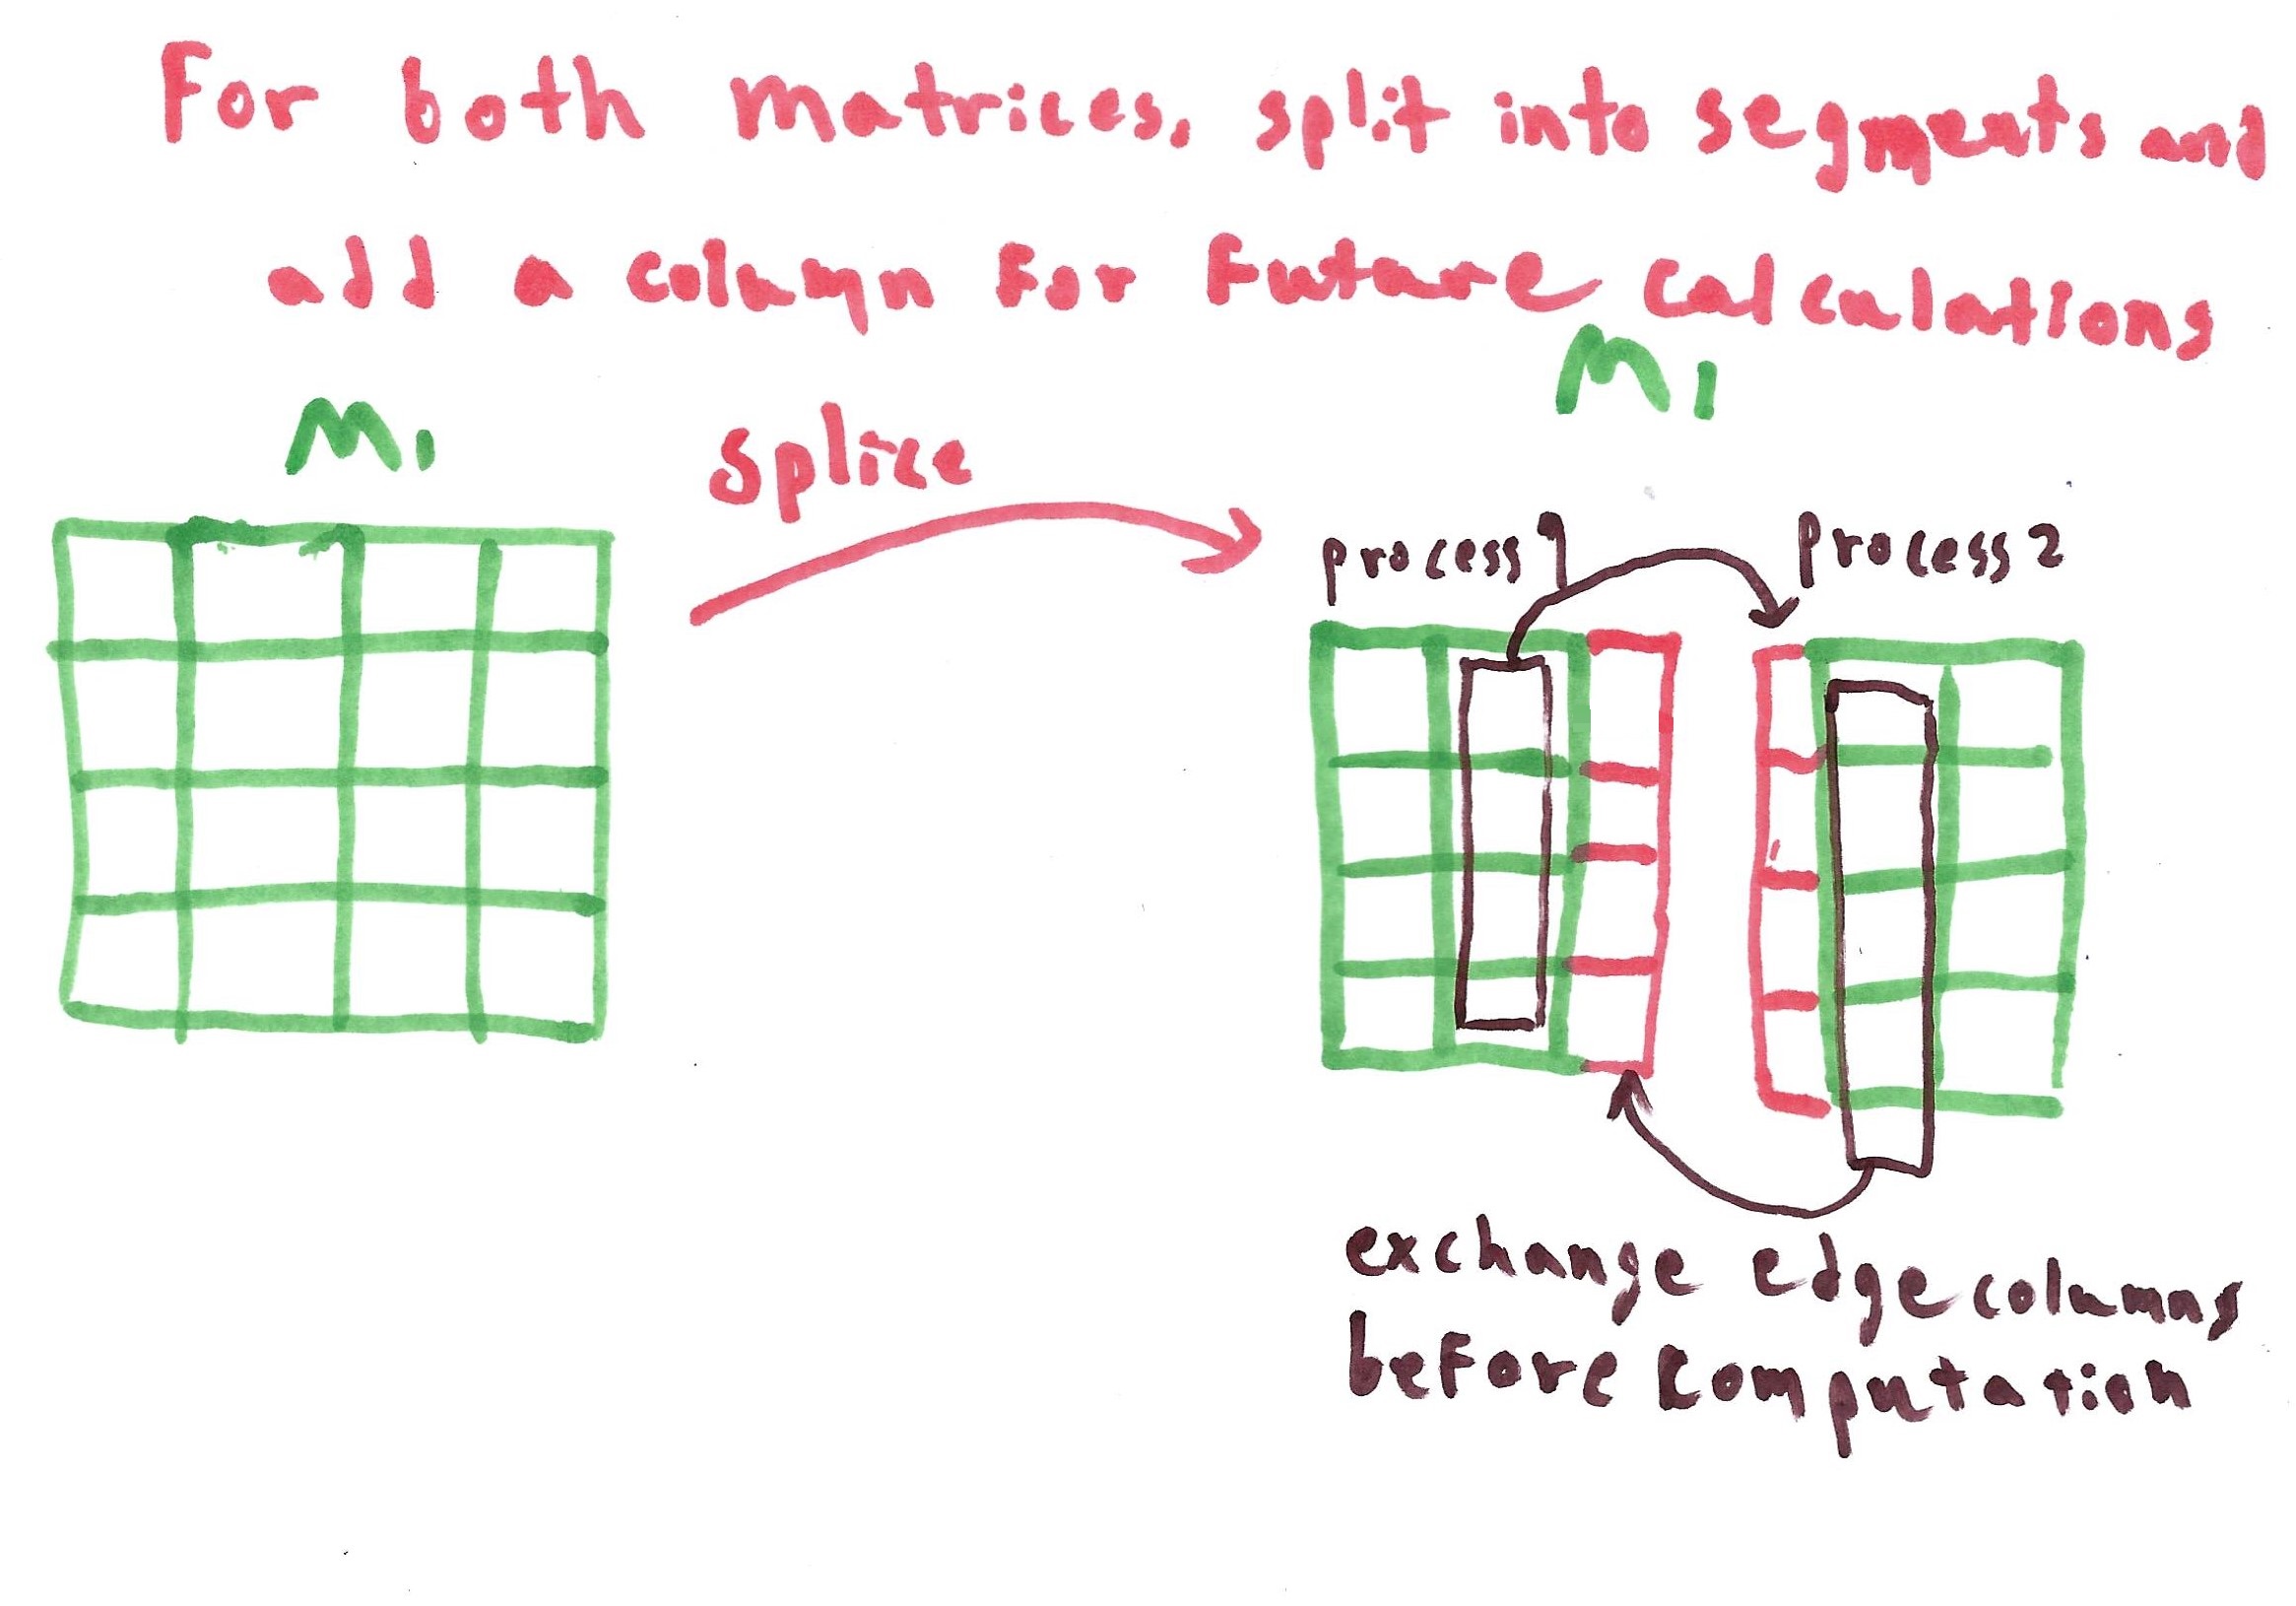 For both matrices, split into segments and
add a column for future calculations
M1
splice
M1
process 1
process 2
exchange edge columns
before computation